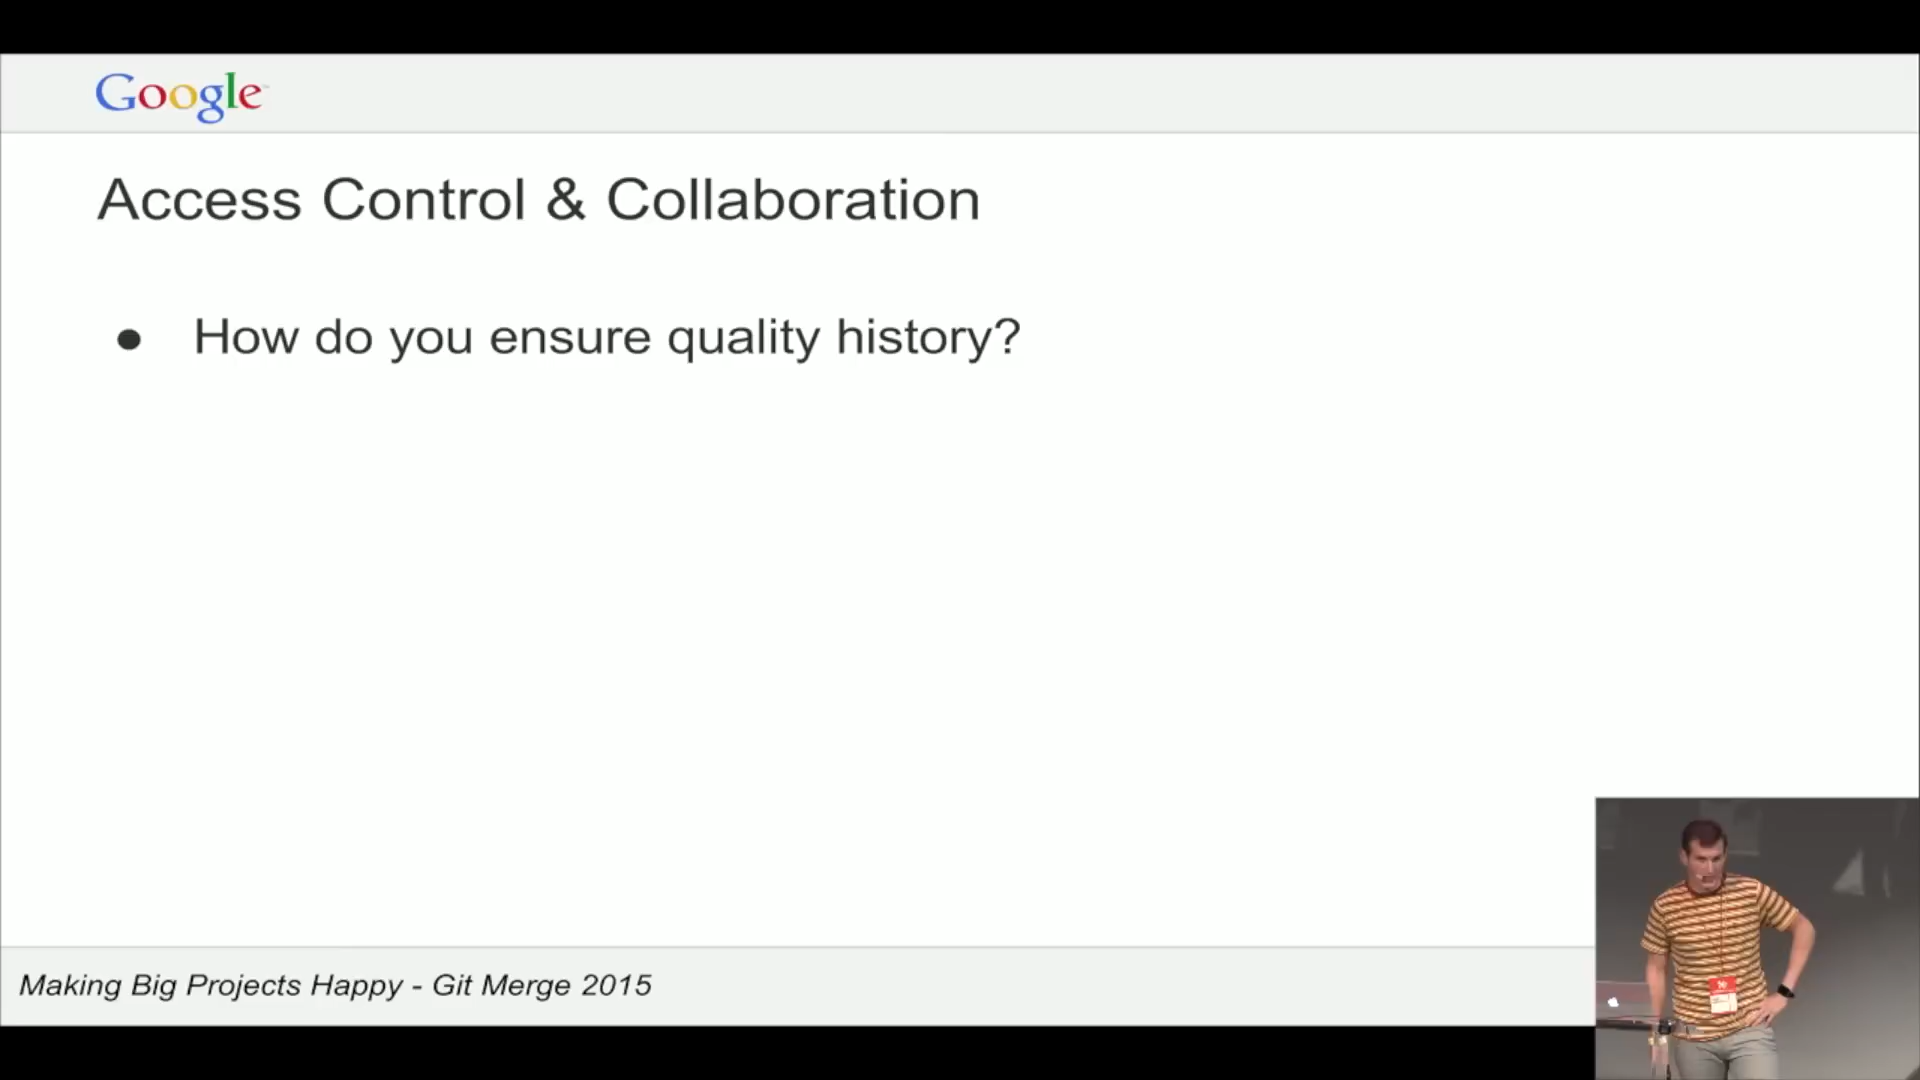 Google
Access Control & Collaboration
● How do you ensure quality history?
Making Big Projects Happy - Git Merge 2015